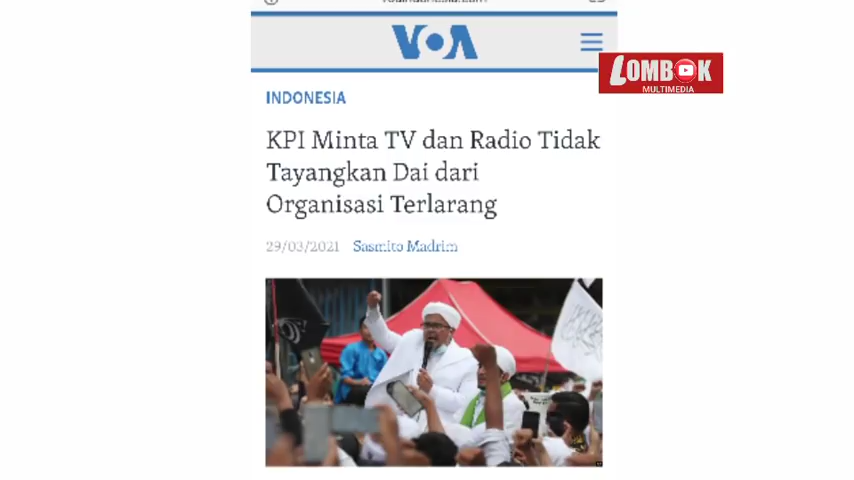 VOA
LOMBOK
MULTIMEDIA
INDONESIA
KPI Minta TV dan Radio Tidak
Tayangkan Dai dari
Organisasi Terlarang
29/03/2021 Sasmito Madrim